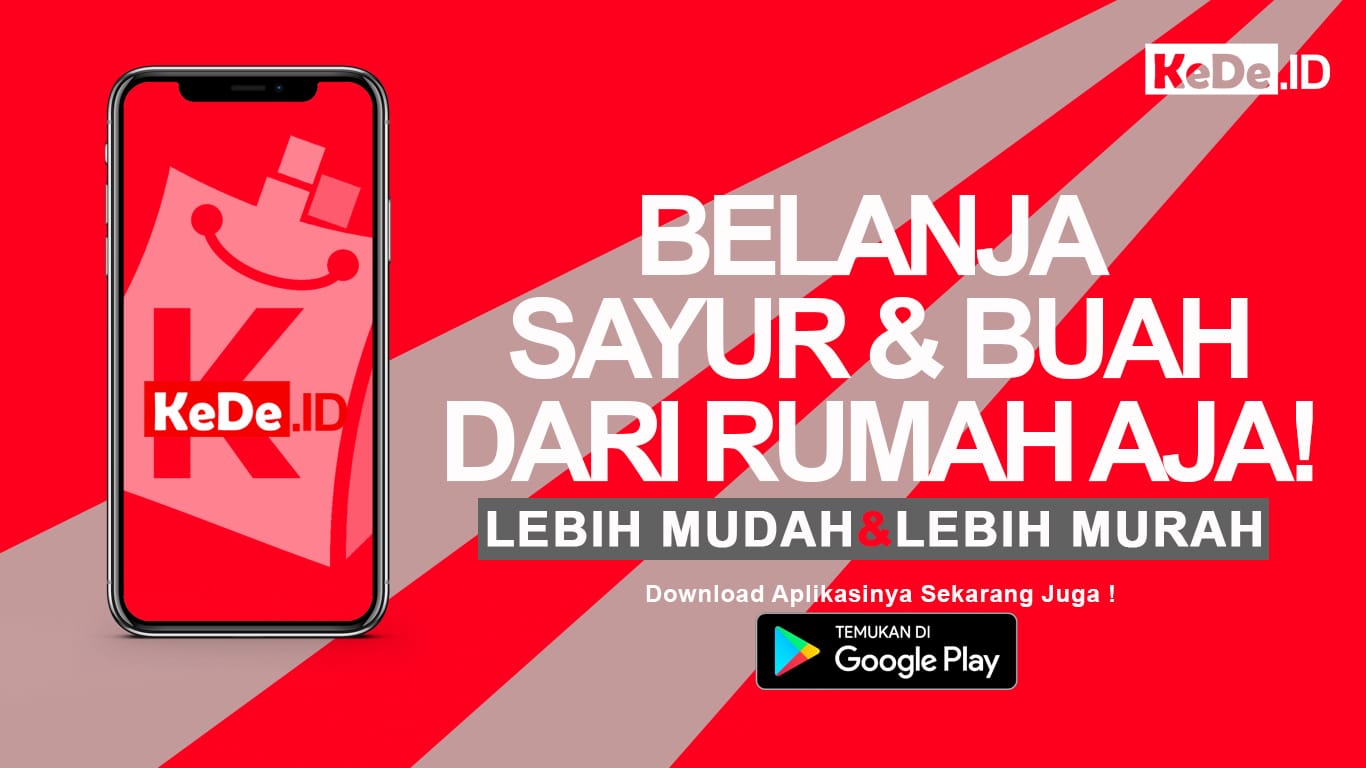 KeDe.ID
BELANJA
SAYUR & BUAH
DARI RUMAH AJA!
LEBIH MUDAH&LEBIH MURAH
Download Aplikasinya Sekarang Juga !
TEMUKAN DI
Google Play
K
KeDe.ID